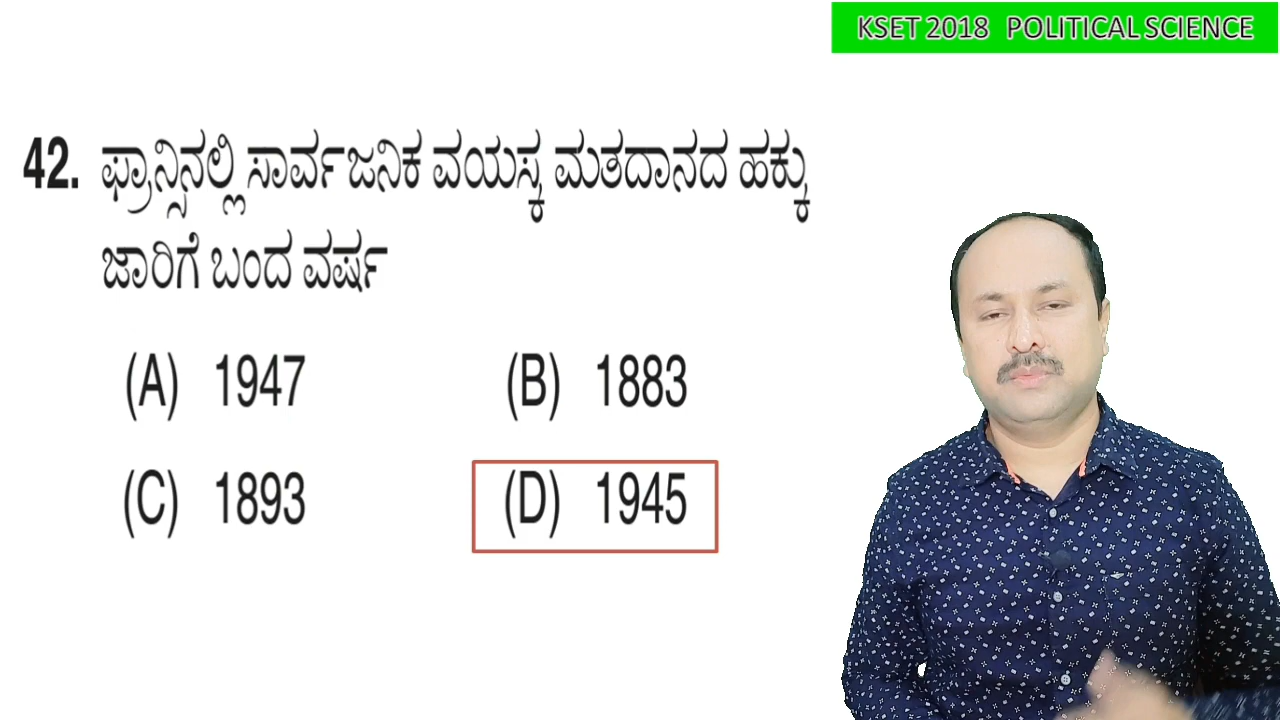 KSET 2018 POLITICAL SCIENCE
42. ಫ್ರಾನ್ಸಿನಲ್ಲಿ ಸಾರ್ವಜನಿಕ ವಯಸ್ಕ ಮತದಾನದ ಹಕ್ಕು
ಜಾರಿಗೆ ಬಂದ ವರ್ಷ
(A) 1947 (B) 1883
(C) 1893 (D) 1945